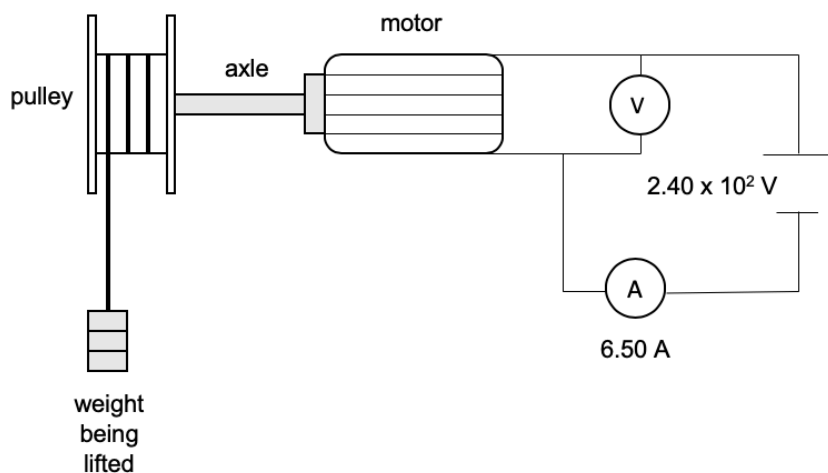 motor
axle
pulley
V
2.40 x 10² V
A
6.50 A
weight
being
lifted